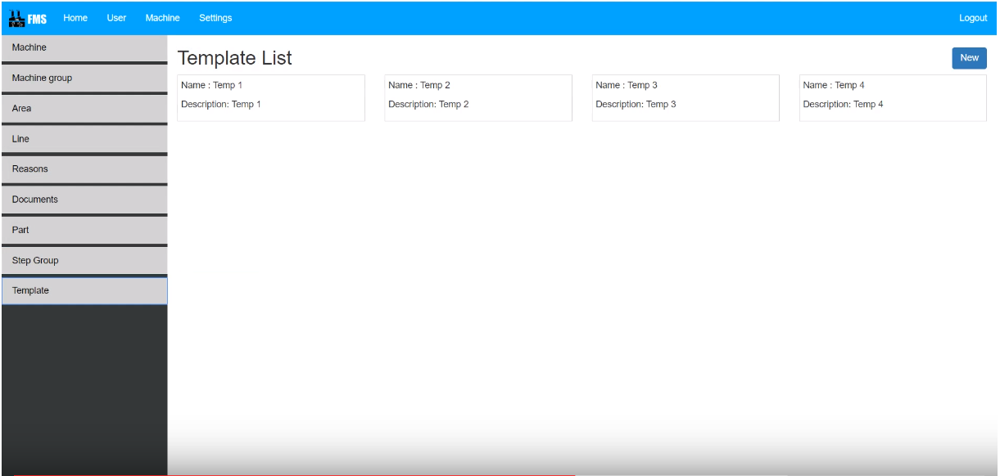 FMS Home User Machine Settings Logout
Machine
Machine group
Area
Line
Reasons
Documents
Part
Step Group
Template
Template List
New
Name : Temp 1
Description: Temp 1
Name : Temp 2
Description: Temp 2
Name : Temp 3
Description: Temp 3
Name : Temp 4
Description: Temp 4